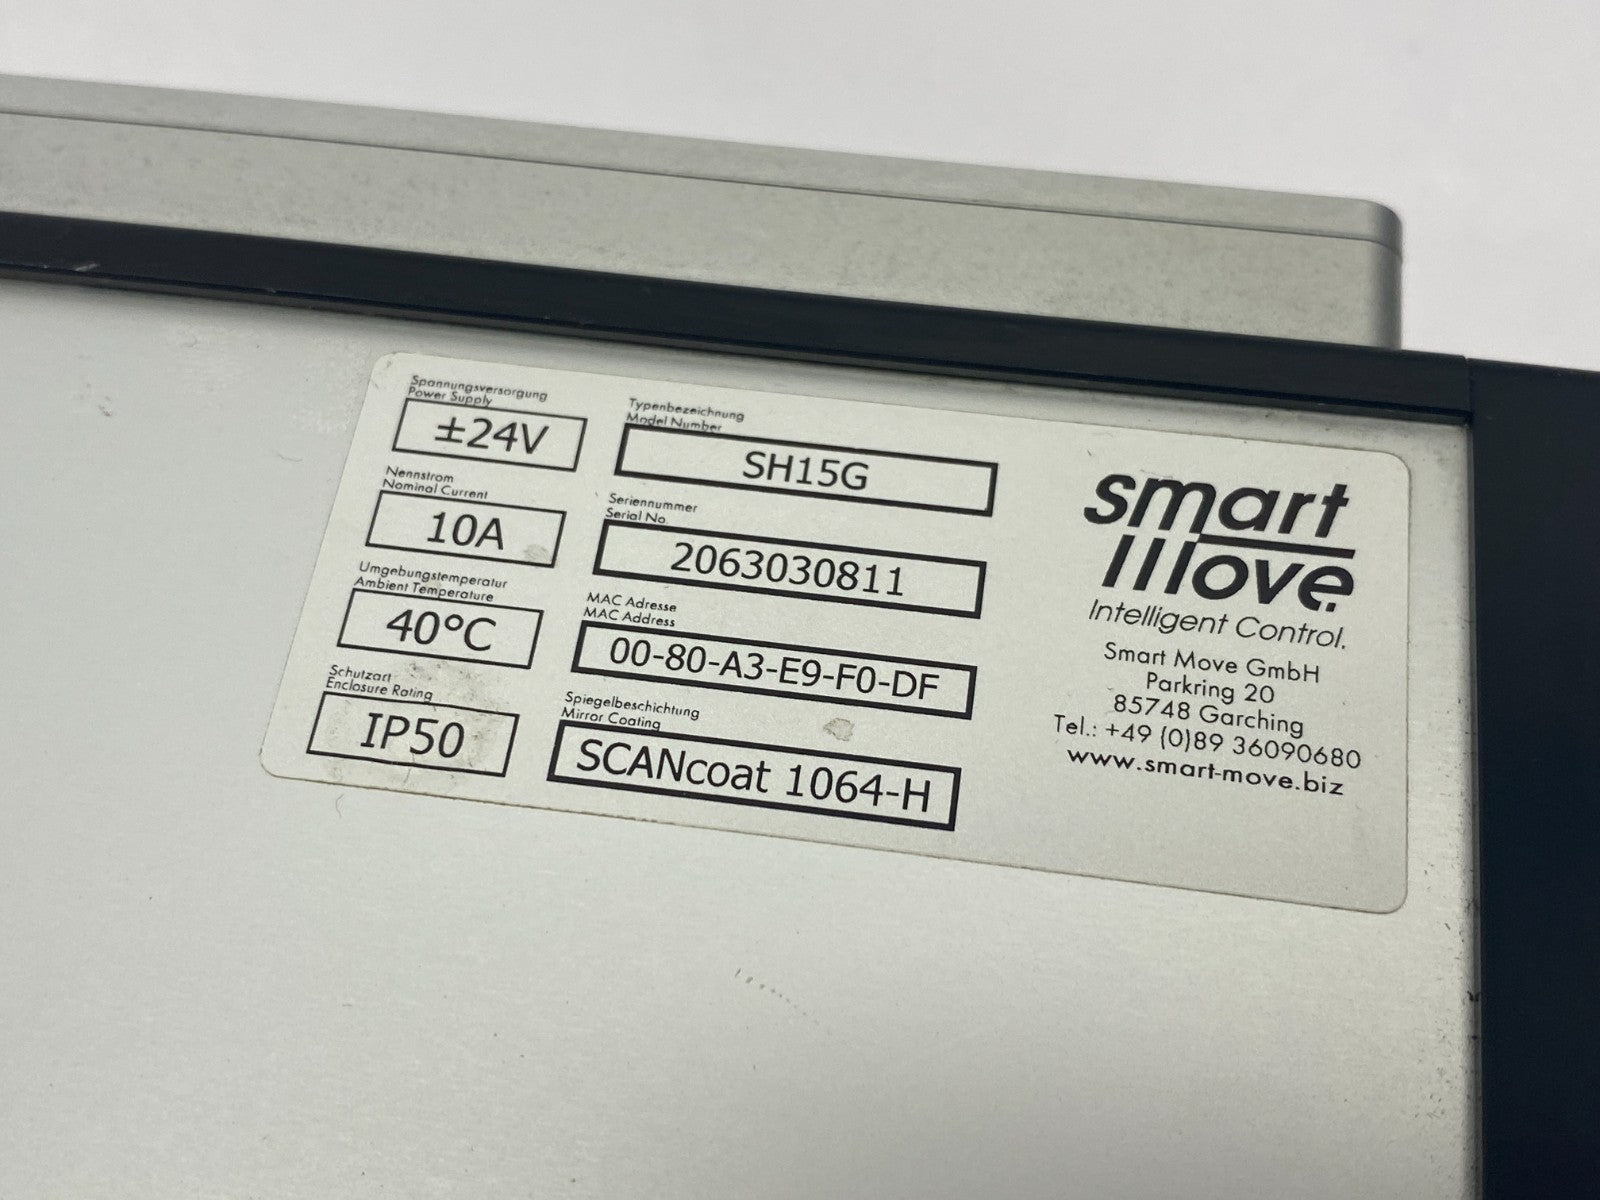 Spannungsversorgung
Power Supply
±24V
Nennstrom
Nominal Current
10A
Umgebungstemperatur
Ambient Temperature
40°C
Schutzart
Enclosure Rating
IP50
Typenbezeichnung
Model Number
SH15G
Seriennummer
Serial No.
2063030811
MAC Adresse
MAC Address
00-80-A3-E9-F0-DF
Spiegelbeschichtung
Mirror Coating
SCANcoat 1064-H
smart
move
Intelligent Control.
Smart Move GmbH
Parkring 20
85748 Garching
Tel.: +49 (0)89 36090680
www.smart-move.biz